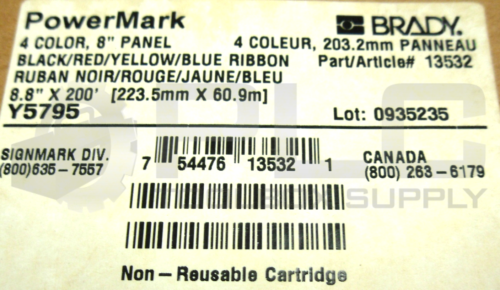 PowerMark
BRADY.
4 COLOR, 8" PANEL 4 COLEUR, 203.2mm PANNEAU
BLACK/RED/YELLOW/BLUE RIBBON Part/Article# 13532
RUBAN NOIR/ROUGE/JAUNE/BLEU
8.8" X 200' [223.5mm X 60.9m]
Y5795 Lot: 0935235
SIGNMARK DIV. CANADA
(800)635-7557 (800) 263-6179
7 54476 13532 1
PLC
SUPPLY
Non-Reusable Cartridge